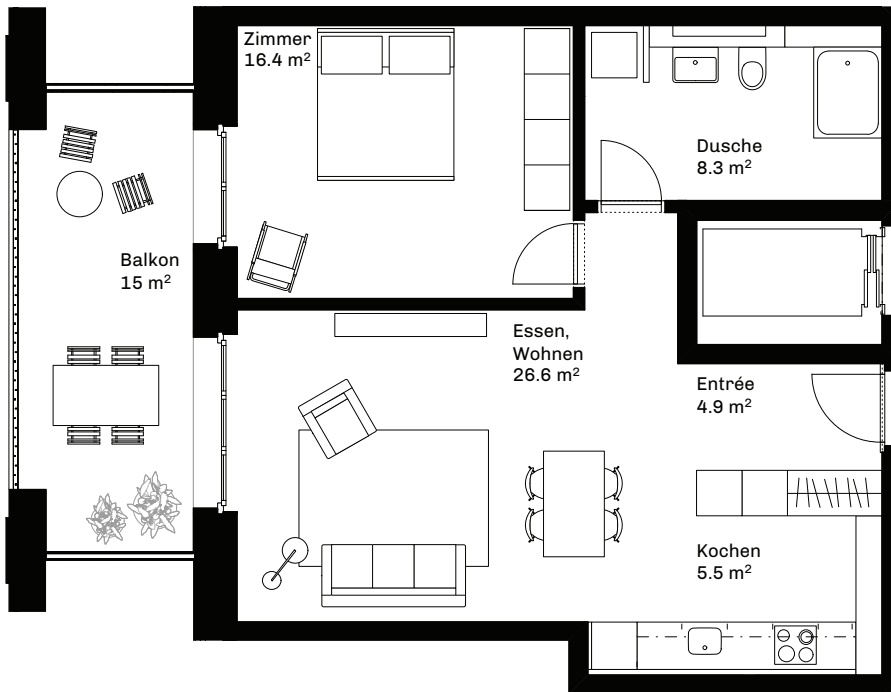 Zimmer
16.4 m²
Dusche
8.3 m²
Balkon
15 m²
Essen,
Wohnen
26.6 m²
Entrée
4.9 m²
Kochen
5.5 m²